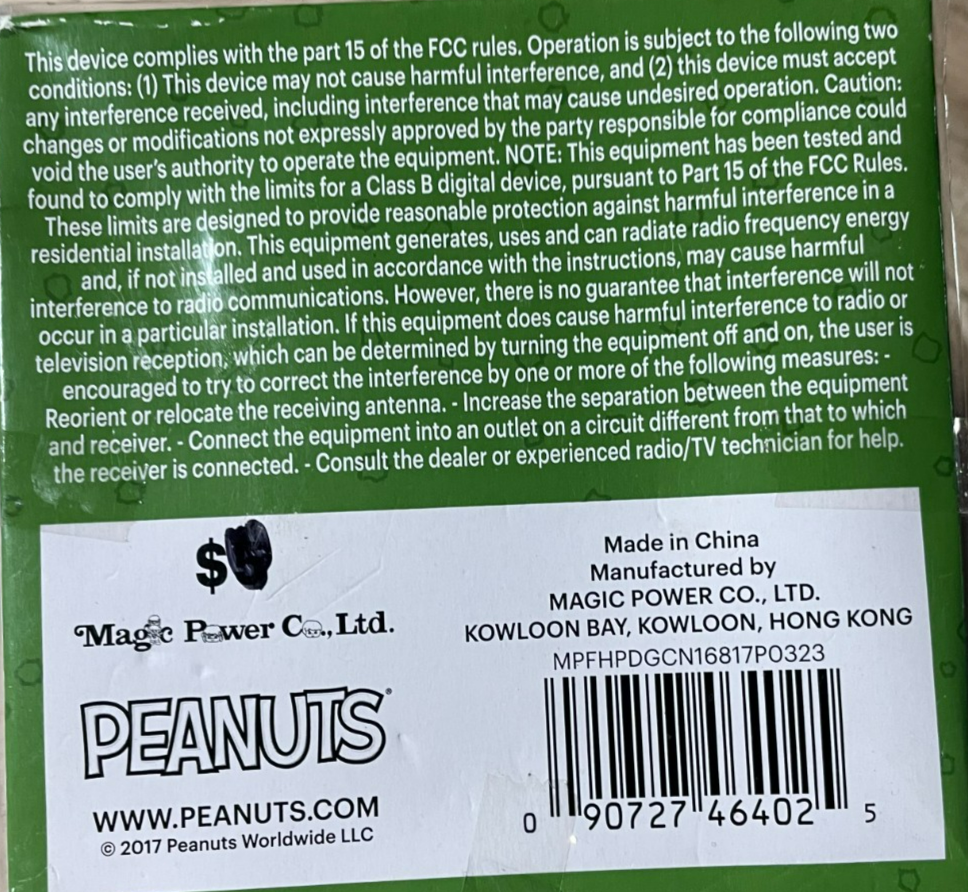 This device complies with the part 15 of the FCC rules. Operation is subject to the following two
conditions: (1) This device may not cause harmful interference, and (2) this device must accept
any interference received, including interference that may cause undesired operation. Caution:
changes or modifications not expressly approved by the party responsible for compliance could
void the user's authority to operate the equipment. NOTE: This equipment has been tested and
found to comply with the limits for a Class B digital device, pursuant to Part 15 of the FCC Rules.
These limits are designed to provide reasonable protection against harmful interference in a
residential installation. This equipment generates, uses and can radiate radio frequency energy
and, if not installed and used in accordance with the instructions, may cause harmful
interference to radio communications. However, there is no guarantee that interference will not
occur in a particular installation. If this equipment does cause harmful interference to radio or
television reception, which can be determined by turning the equipment off and on, the user is
encouraged to try to correct the interference by one or more of the following measures: -
Reorient or relocate the receiving antenna. - Increase the separation between the equipment
and receiver. - Connect the equipment into an outlet on a circuit different from that to which
the receiver is connected. - Consult the dealer or experienced radio/TV technician for help.
$
Magic Power Co., Ltd.
PEANUTS®
WWW.PEANUTS.COM
© 2017 Peanuts Worldwide LLC
Made in China
Manufactured by
MAGIC POWER CO., LTD.
KOWLOON BAY, KOWLOON, HONG KONG
MPFHPDGCN16817P0323
0 90727 46402 5